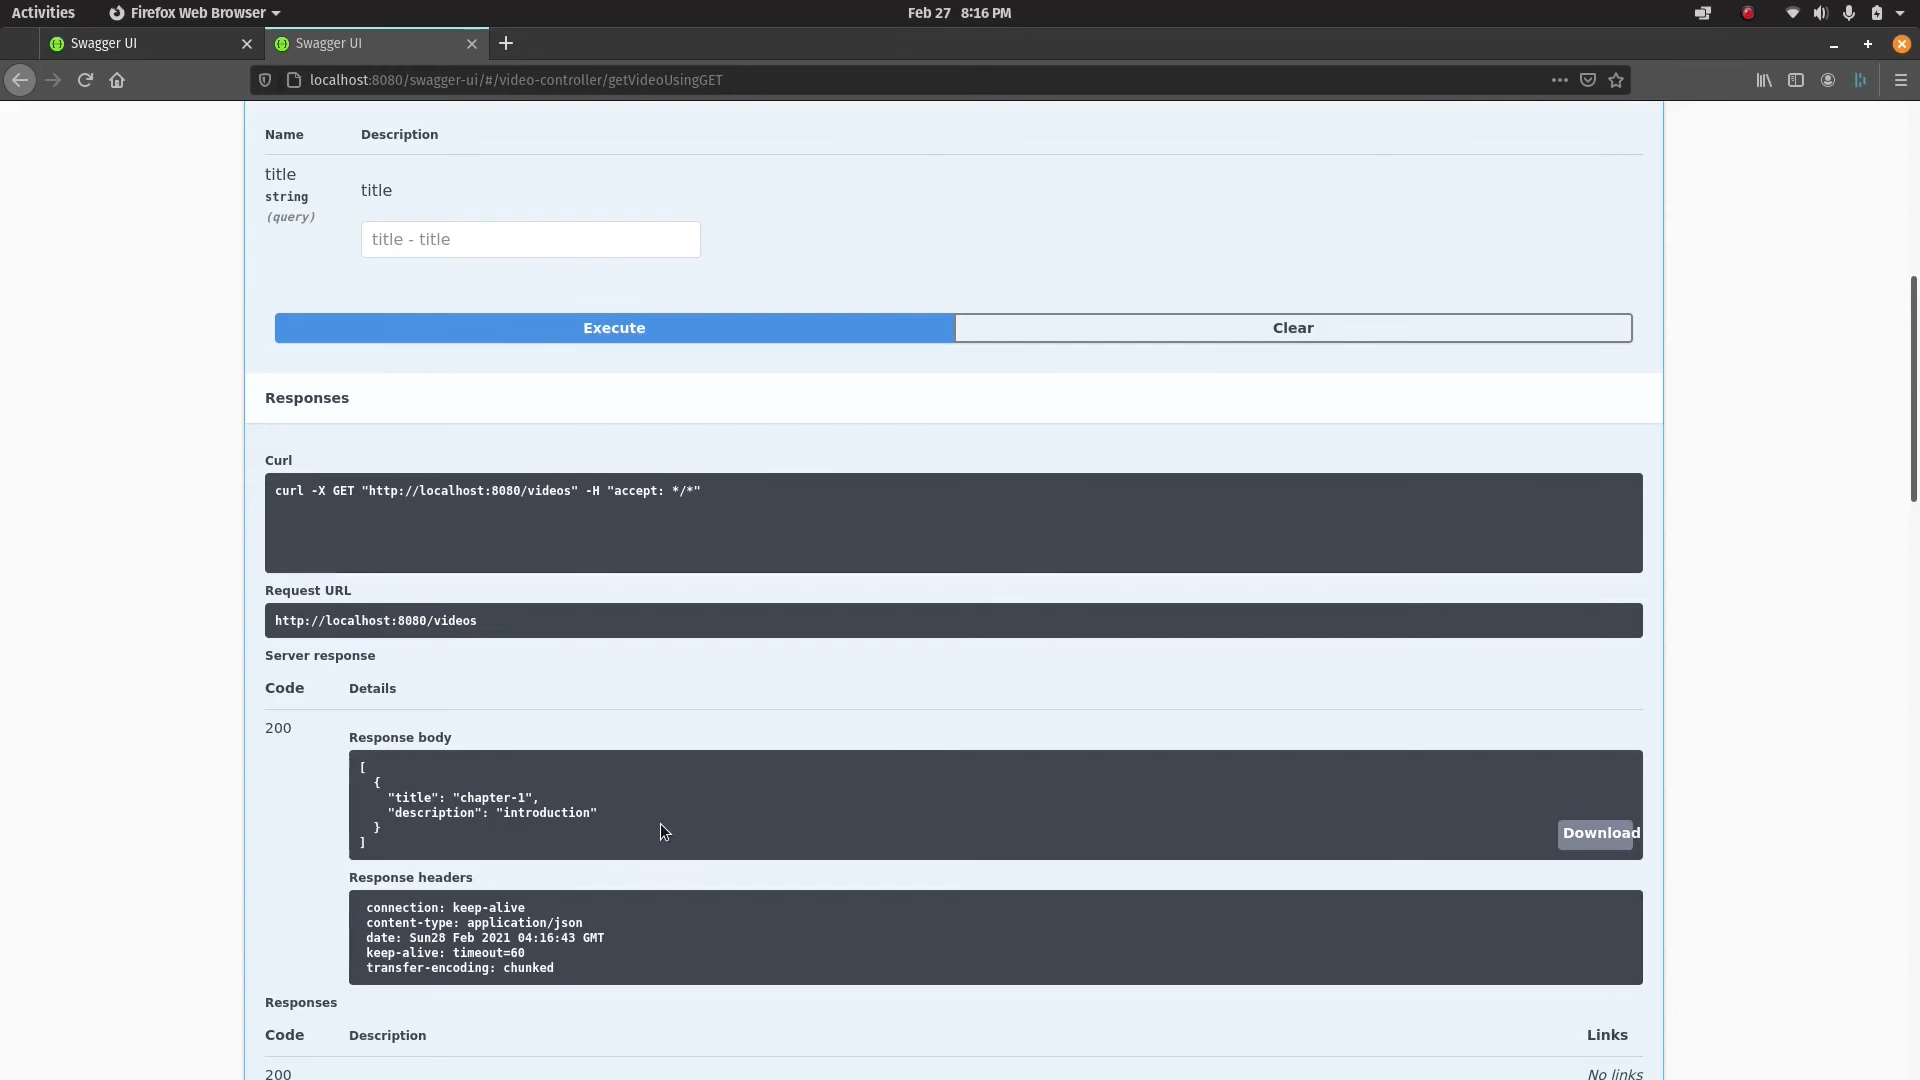 Activities
Firefox Web Browser
Feb 27 8:16 PM
Swagger UI
Swagger UI
localhost:8080/swagger-ui/#/video-controller/getVideoUsingGET
Name Description
title
string
(query)
title
title - title
Execute
Clear
Responses
Curl
curl -X GET "http://localhost:8080/videos" -H "accept: */*"
Request URL
http://localhost:8080/videos
Server response
Code Details
200
Response body
[
  {
    "title": "chapter-1",
    "description": "introduction"
  }
]
Download
Response headers
connection: keep-alive
content-type: application/json
date: Sun28 Feb 2021 04:16:43 GMT
keep-alive: timeout=60
transfer-encoding: chunked
Responses
Code Description Links
200 No links